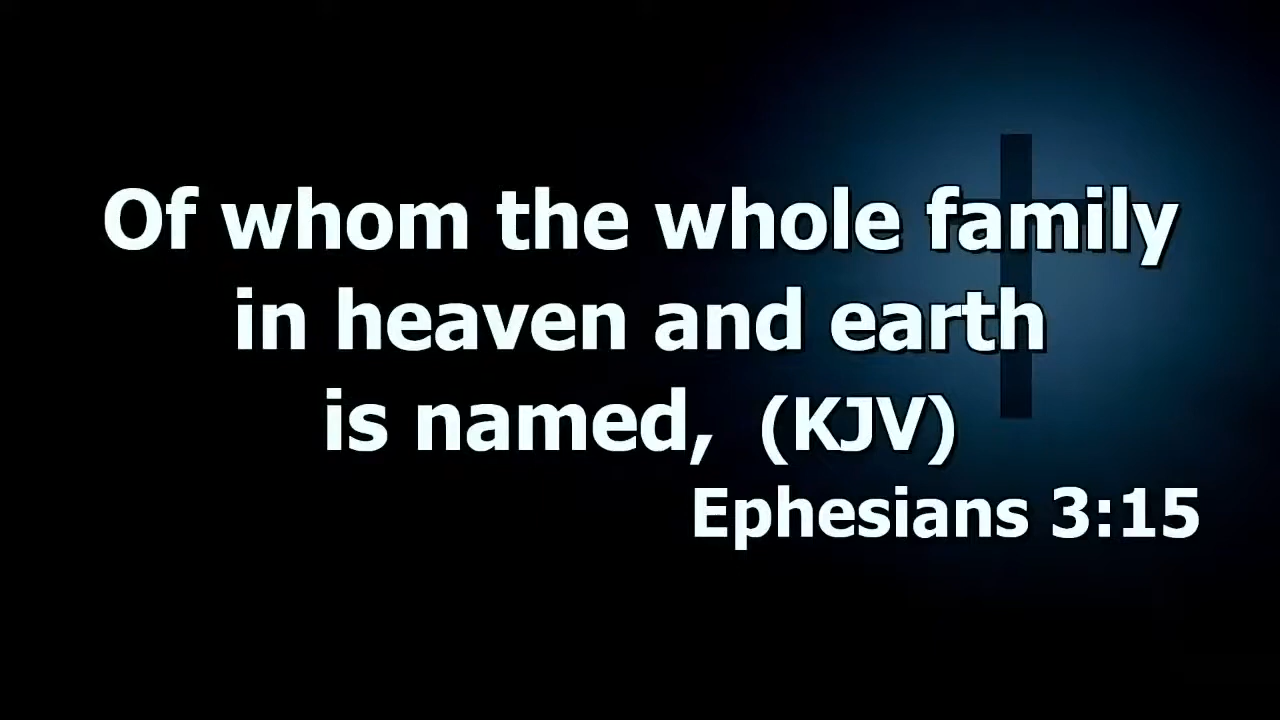 Of whom the whole family
in heaven and earth
is named, (KJV)
Ephesians 3:15